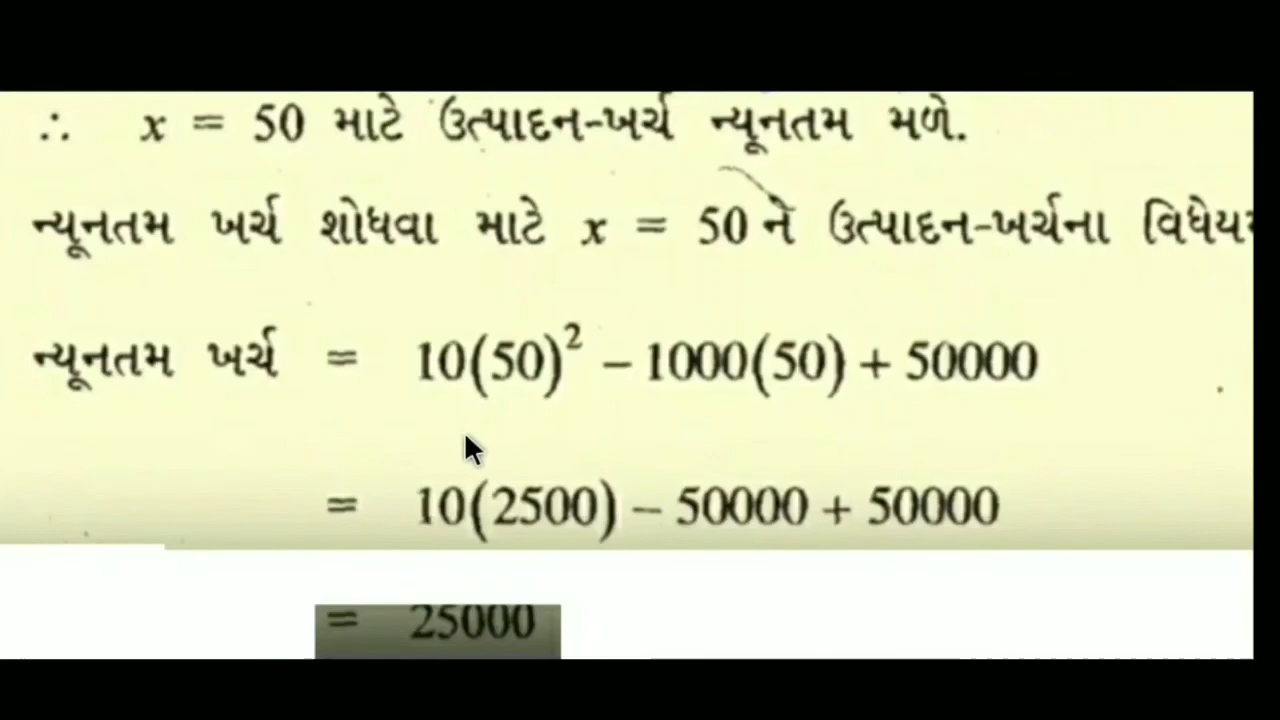 ∴ x = 50 માટે ઉત્પાદન-ખર્ચ ન્યૂનતમ મળે.
ન્યૂનતમ ખર્ચ શોધવા માટે x = 50 ને ઉત્પાદન-ખર્ચના
ન્યૂનતમ ખર્ચ = 10(50)² – 1000(50) + 50000
= 10(2500) – 50000 + 50000
= 25000